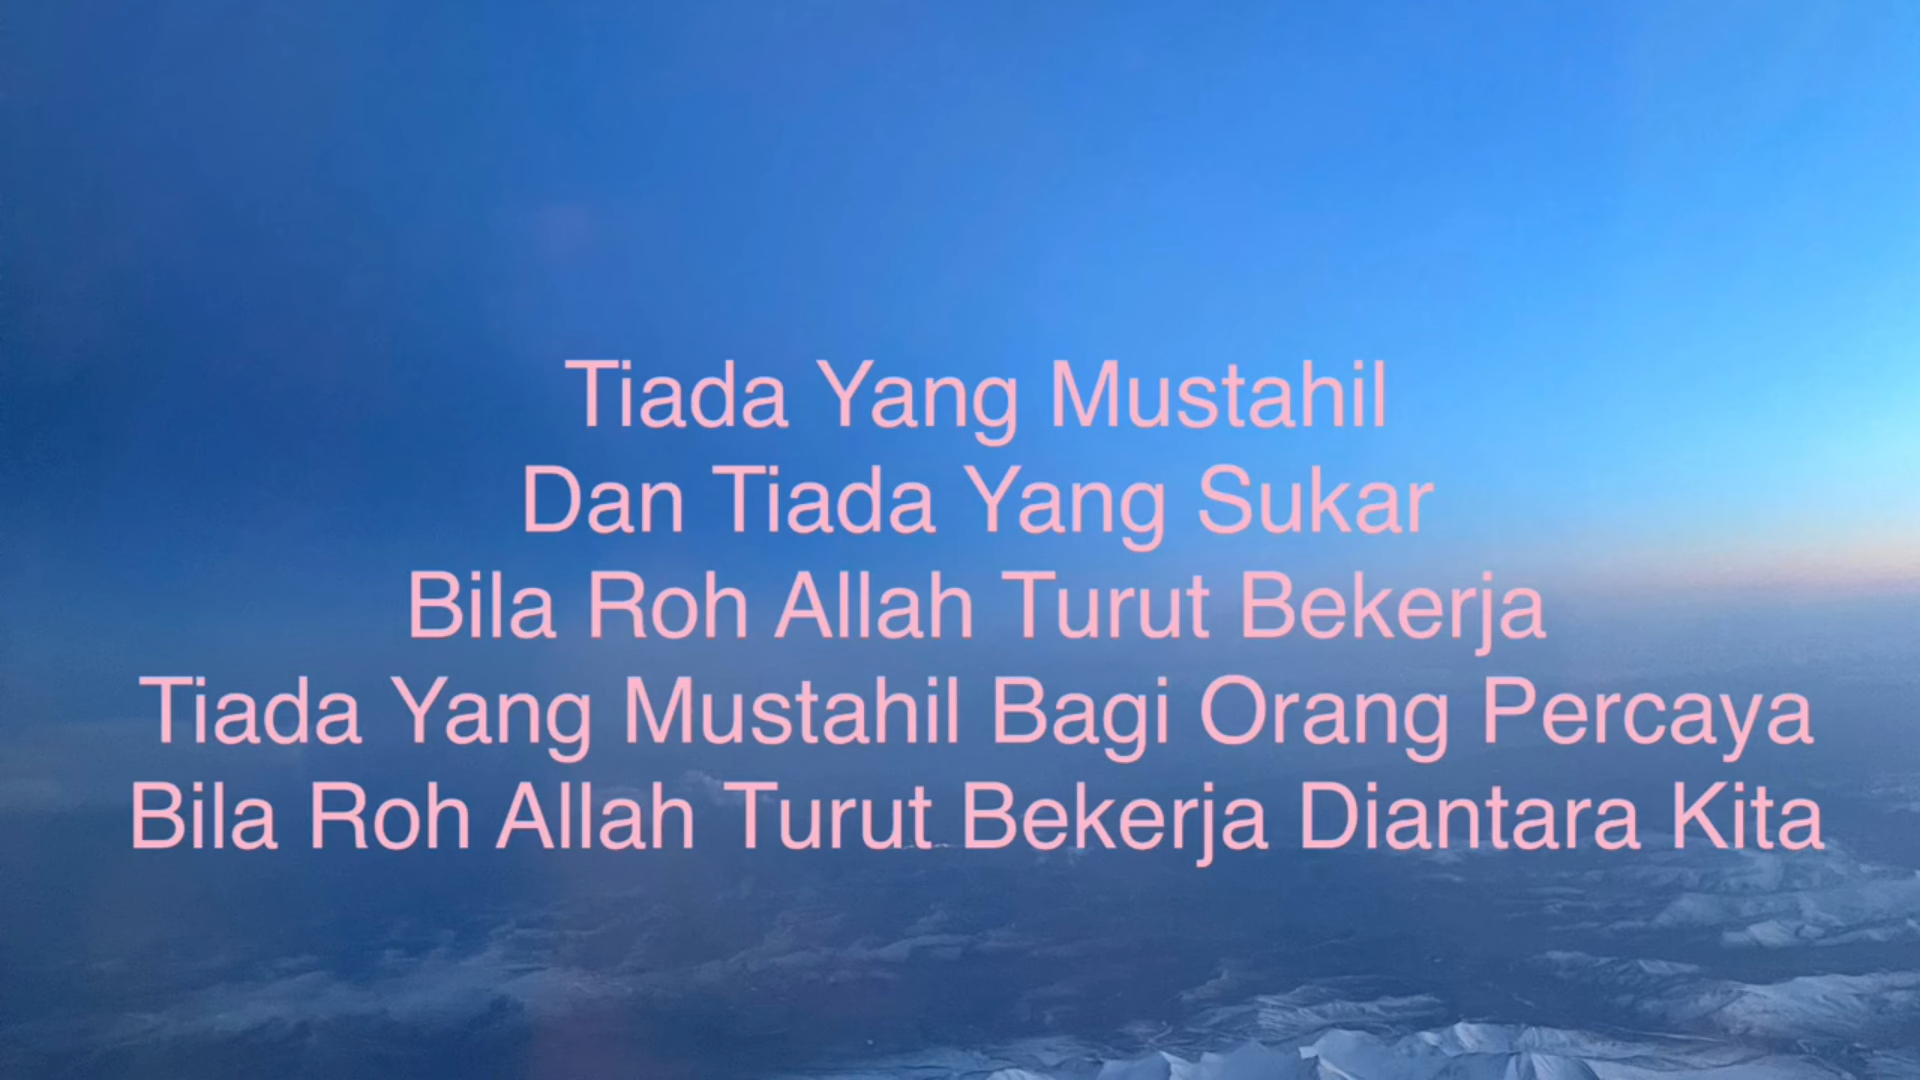 Tiada Yang Mustahil
Dan Tiada Yang Sukar
Bila Roh Allah Turut Bekerja
Tiada Yang Mustahil Bagi Orang Percaya
Bila Roh Allah Turut Bekerja Diantara Kita